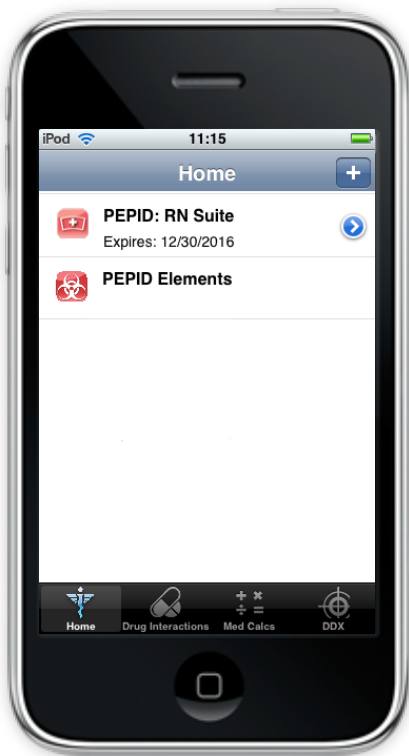 iPod 11:15
Home
PEPID: RN Suite
Expires: 12/30/2016
PEPID Elements
Home Drug Interactions Med Calcs DDX